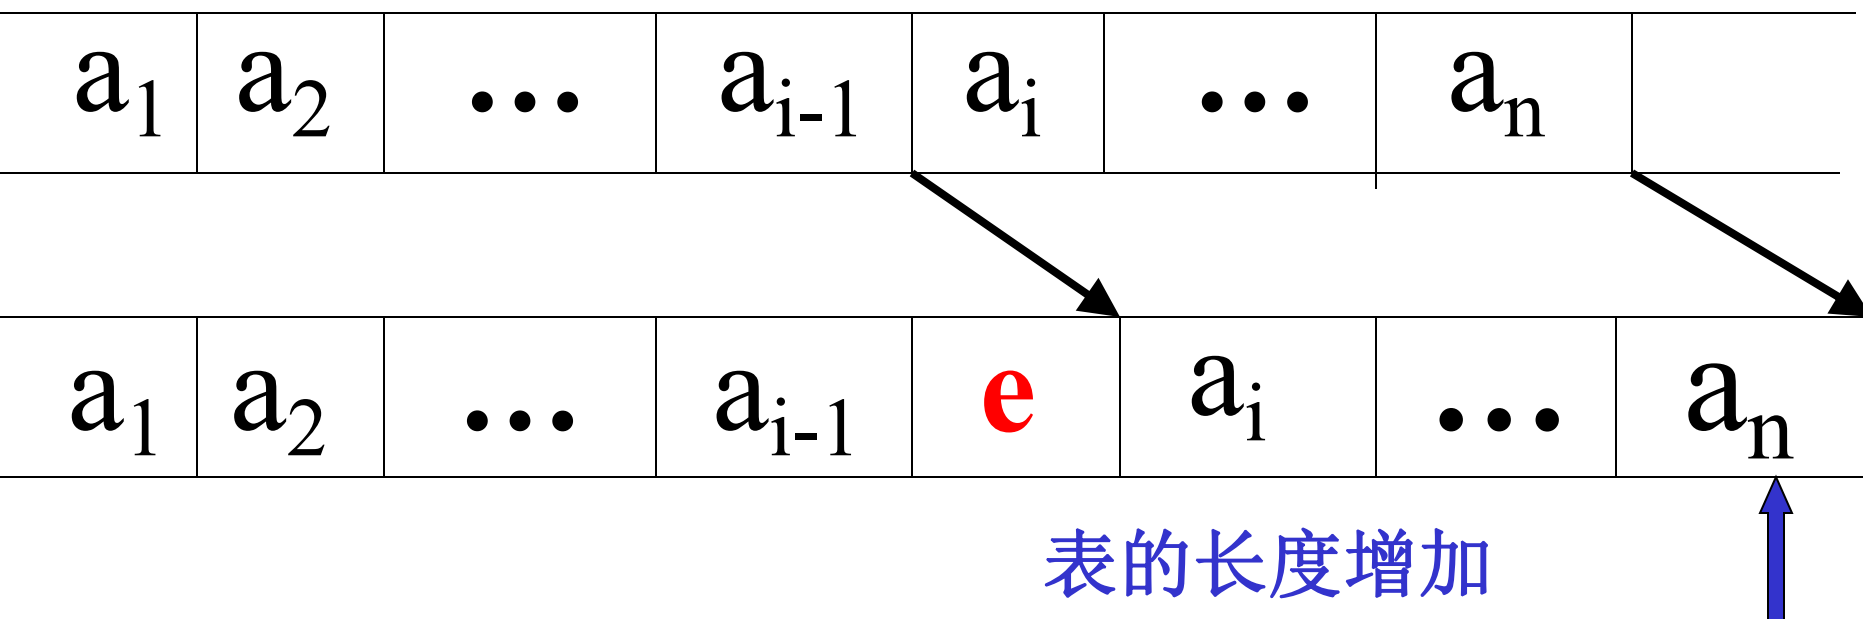 a₁ a₂ … aᵢ₋₁ aᵢ … aₙ
a₁ a₂ … aᵢ₋₁ e aᵢ … aₙ
表的长度增加